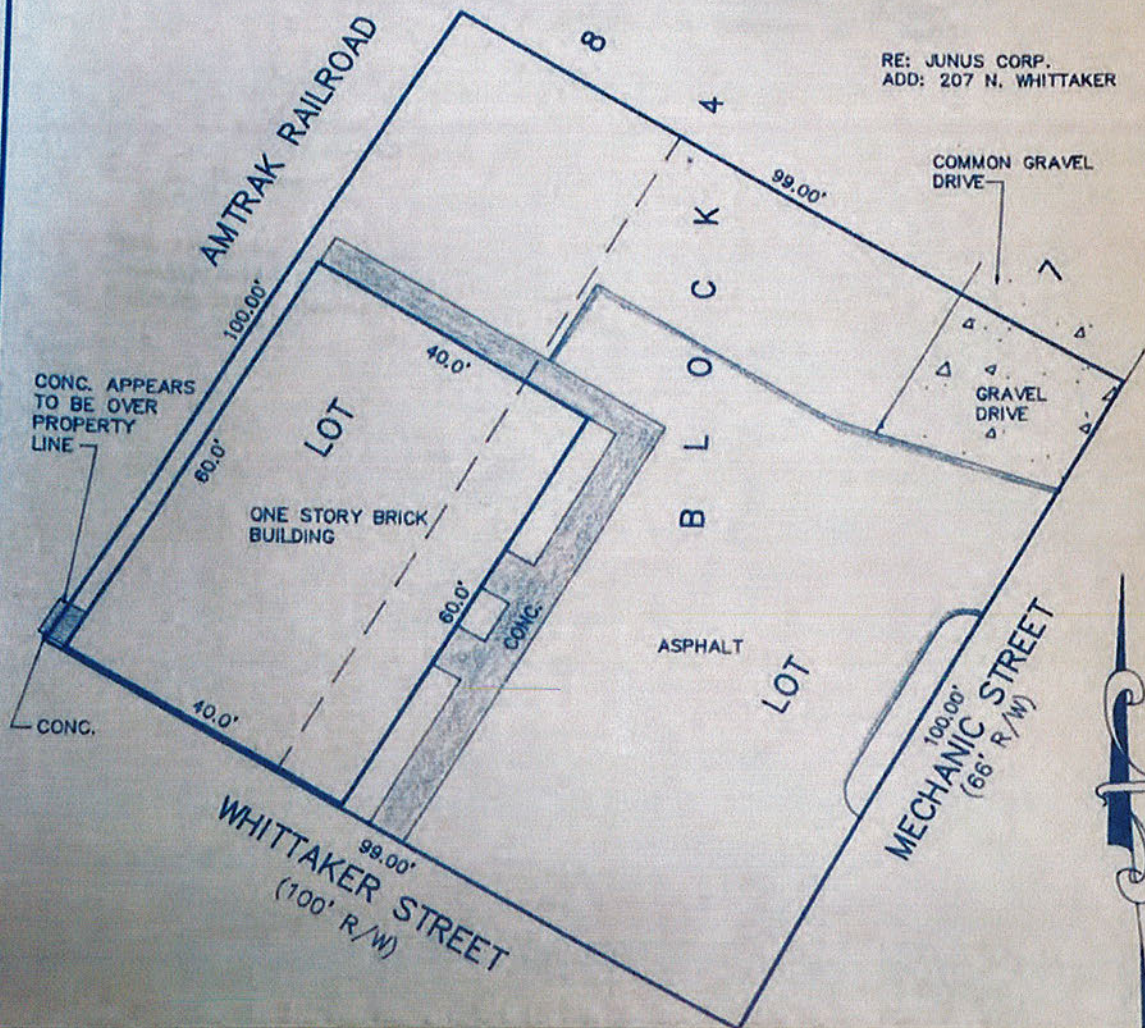 RE: JUNUS CORP.
ADD: 207 N. WHITTAKER
AMTRAK RAILROAD
100.00'
8
4
BLOCK
99.00'
COMMON GRAVEL
DRIVE
7
GRAVEL
DRIVE
CONC. APPEARS
TO BE OVER
PROPERTY
LINE
60.0'
LOT
40.0'
ONE STORY BRICK
BUILDING
60.0'
CONC.
ASPHALT
LOT
CONC.
40.0'
WHITTAKER STREET
99.00'
(100' R/W)
MECHANIC STREET
100.00'
(66' R/W)